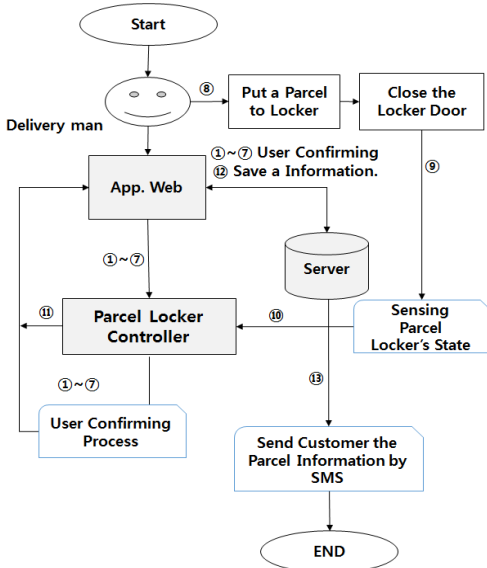 Start
⑧
Put a Parcel
to Locker
Close the
Locker Door
Delivery man
①~⑦ User Confirming
⑫ Save a Information.
⑨
App. Web
①~⑦
Server
⑪
Parcel Locker
Controller
⑩
Sensing
Parcel
Locker's State
①~⑦
⑬
User Confirming
Process
Send Customer the
Parcel Information by
SMS
END